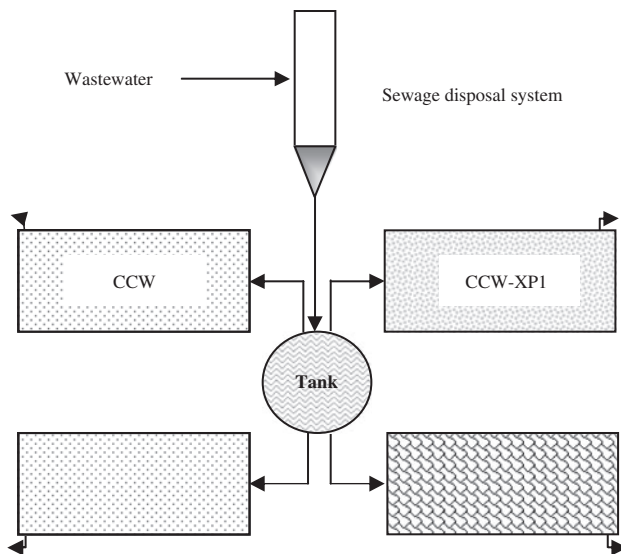 Wastewater
Sewage disposal system
CCW
CCW-XP1
Tank